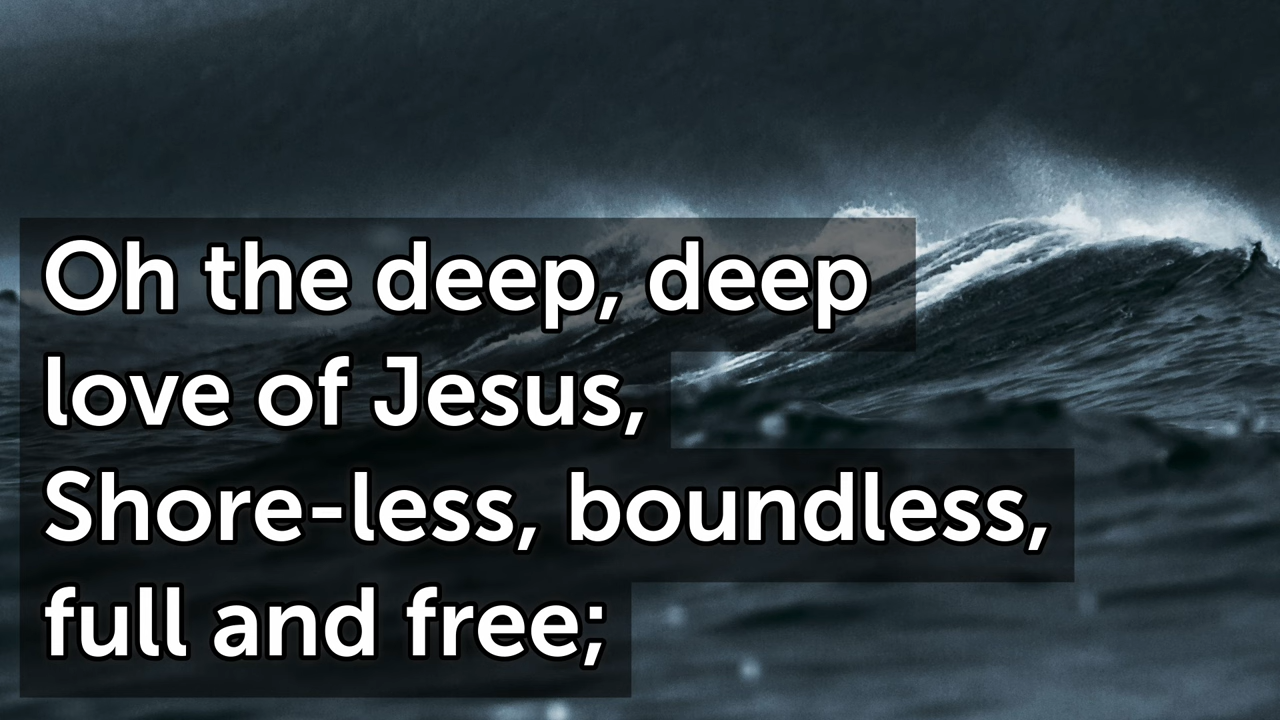 Oh the deep, deep
love of Jesus,
Shore-less, boundless,
full and free;